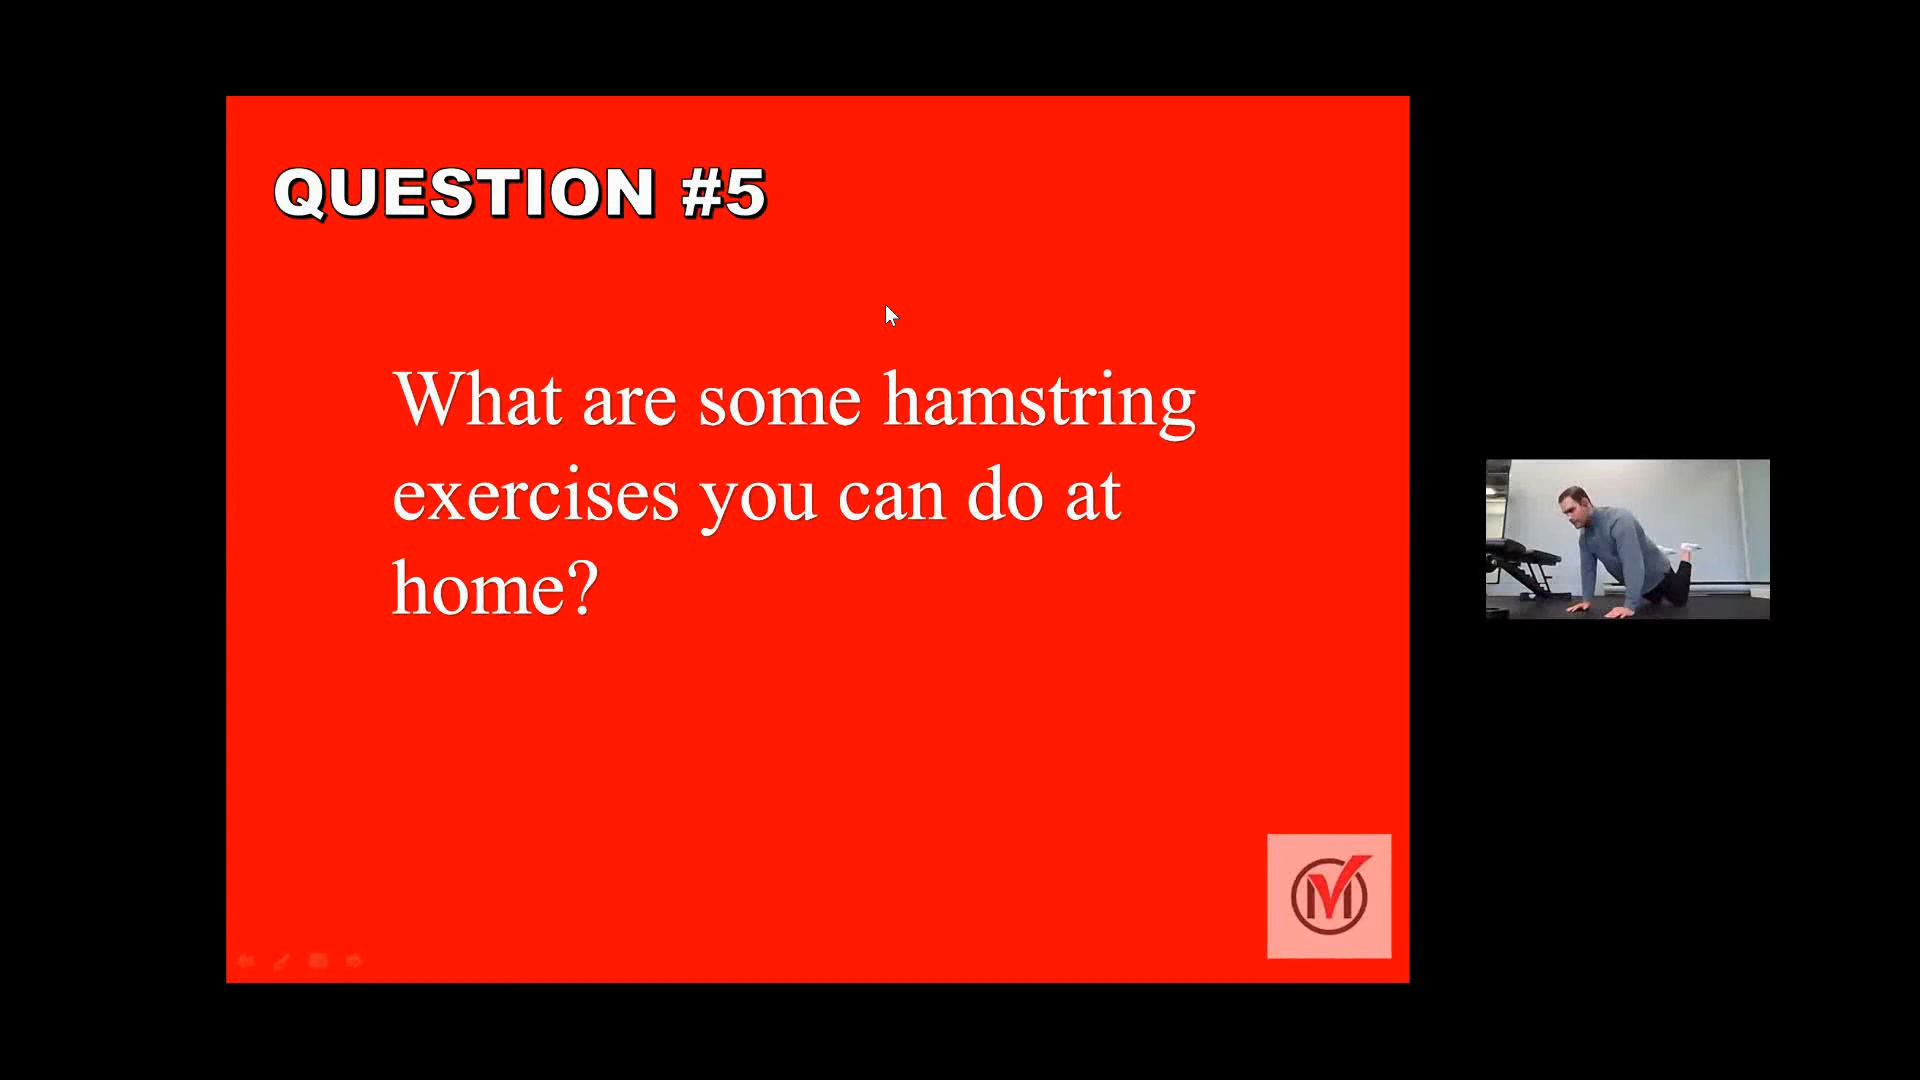 QUESTION #5
What are some hamstring
exercises you can do at
home?
M